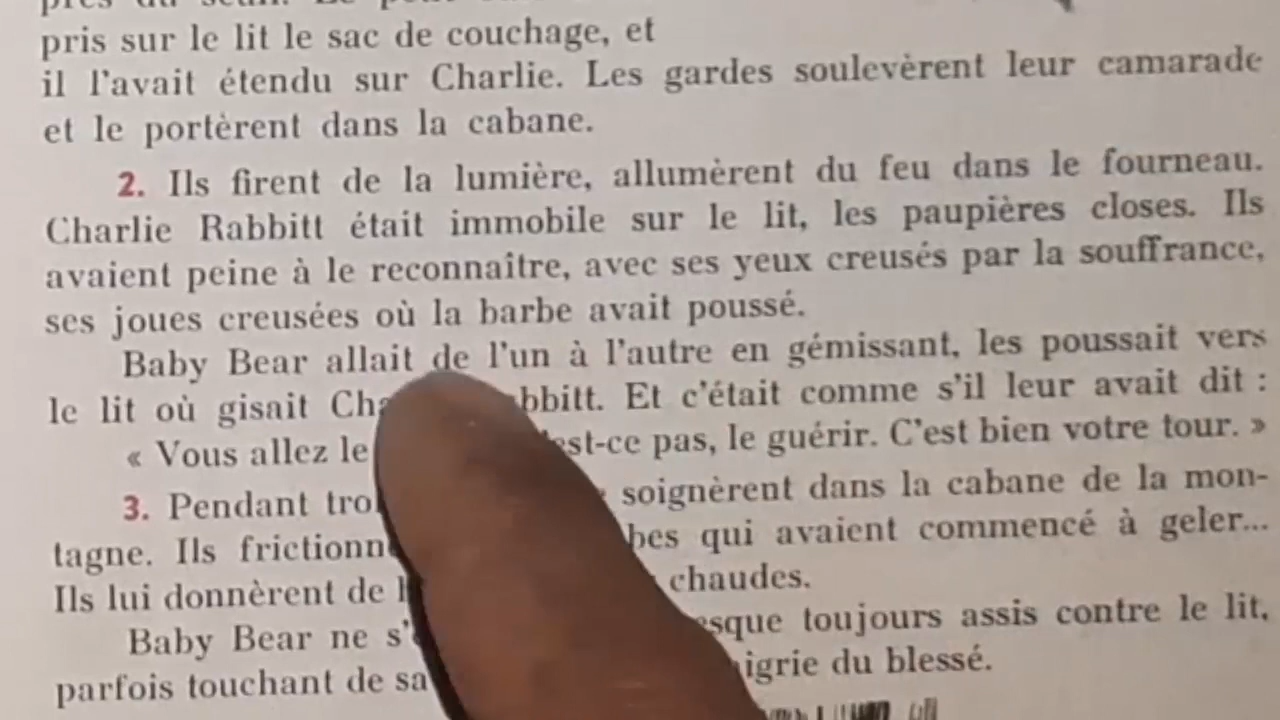 pris sur le lit le sac de couchage, et
il l'avait étendu sur Charlie. Les gardes soulevèrent leur camarade
et le portèrent dans la cabane.
2. Ils firent de la lumière, allumèrent du feu dans le fourneau.
Charlie Rabbitt était immobile sur le lit, les paupières closes. Ils
avaient peine à le reconnaître, avec ses yeux creusés par la souffrance,
ses joues creusées où la barbe avait poussé.
Baby Bear allait de l'un à l'autre en gémissant, les poussait vers
le lit où gisait Et c'était comme s'il leur avait dit :
« Vous allez le pas, le guérir. C'est bien votre tour. »
3. Pendant soignèrent dans la cabane de la mon-
tagne. Ils qui avaient commencé à geler...
Ils lui donnèrent de chaudes.
Baby Bear ne toujours assis contre le lit,
parfois touchant de du blessé.